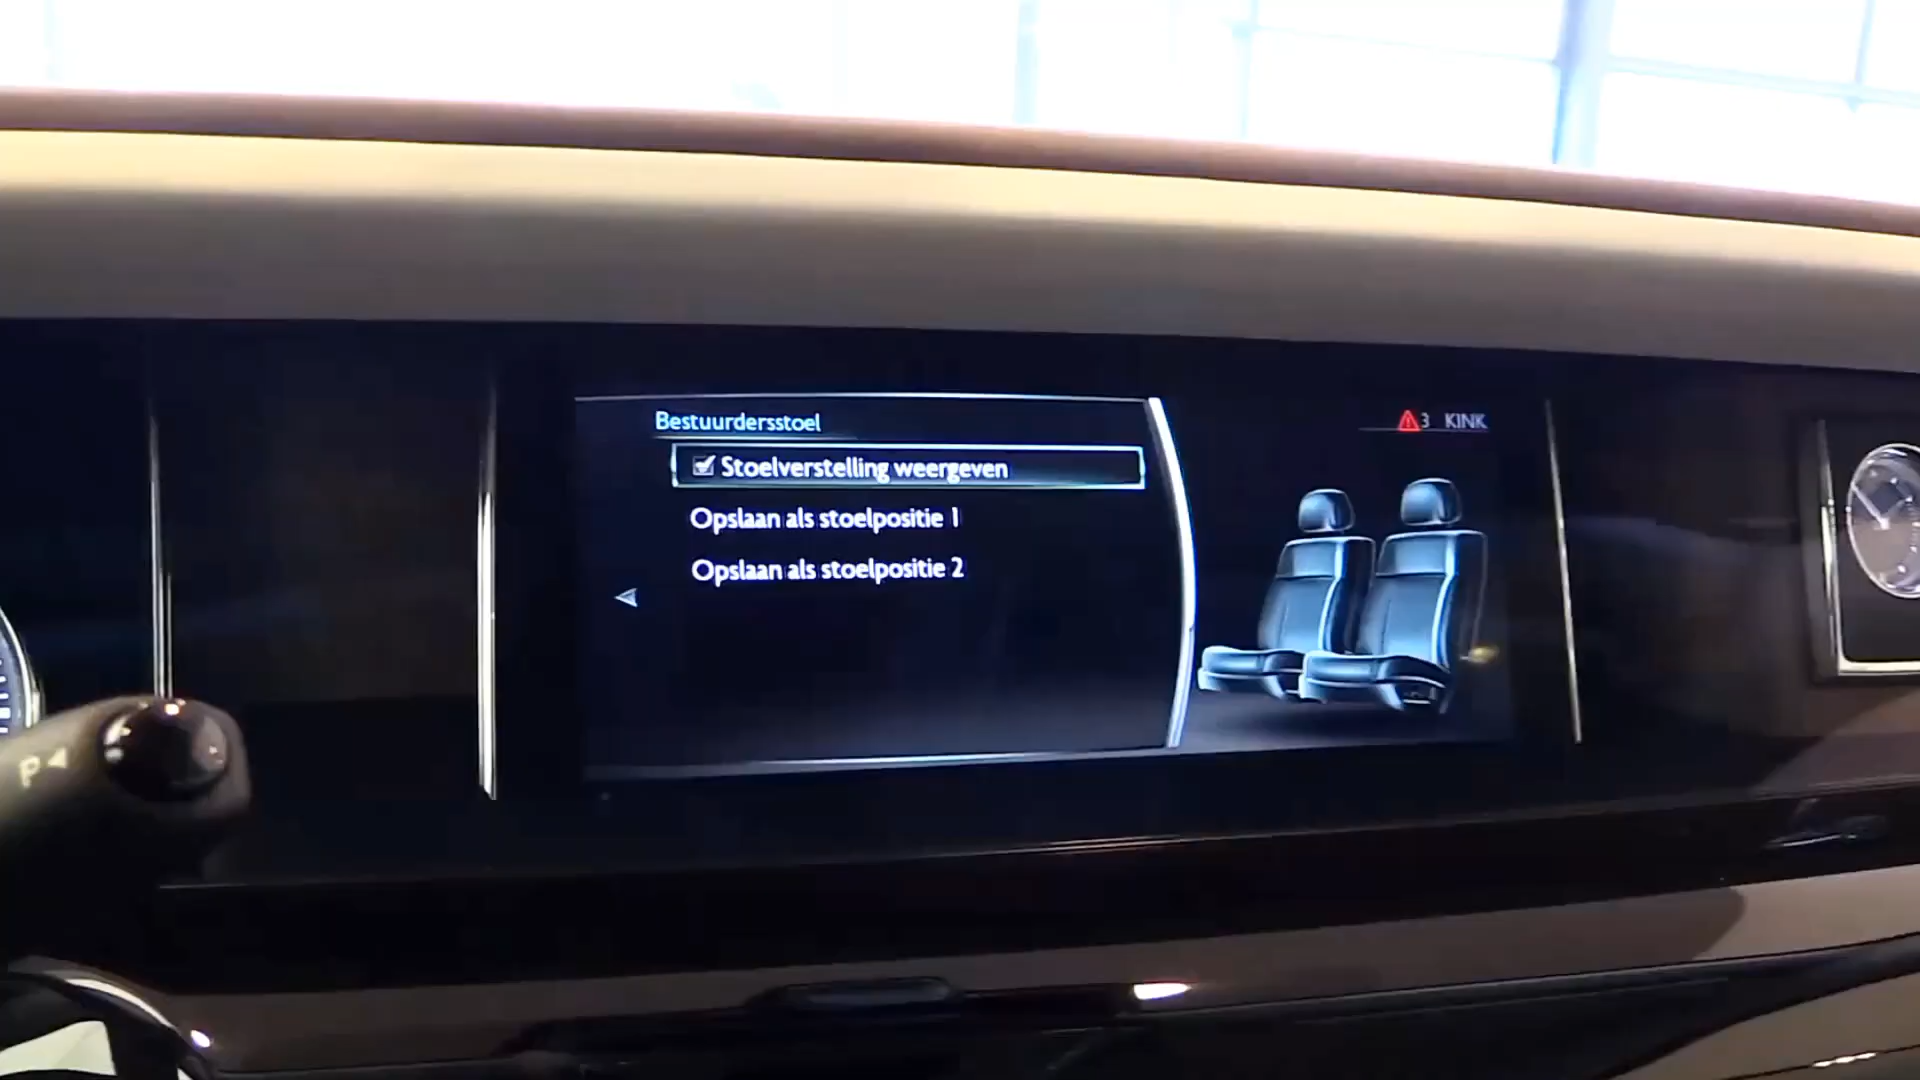 Bestuurdersstoel
3 KINK
Stoelverstelling weergeven
Opslaan als stoelpositie 1
Opslaan als stoelpositie 2
P